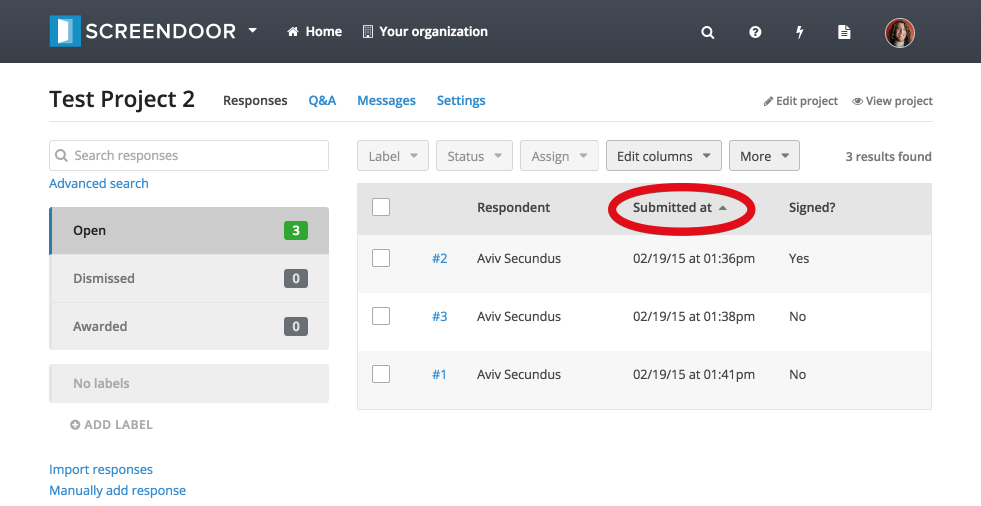 SCREENDOOR Home Your organization
Test Project 2 Responses Q&A Messages Settings Edit project View project
Search responses Label Status Assign Edit columns More 3 results found
Advanced search
Respondent Submitted at Signed?
Open 3
#2 Aviv Secundus 02/19/15 at 01:36pm Yes
Dismissed 0
#3 Aviv Secundus 02/19/15 at 01:38pm No
Awarded 0
#1 Aviv Secundus 02/19/15 at 01:41pm No
No labels
ADD LABEL
Import responses
Manually add response